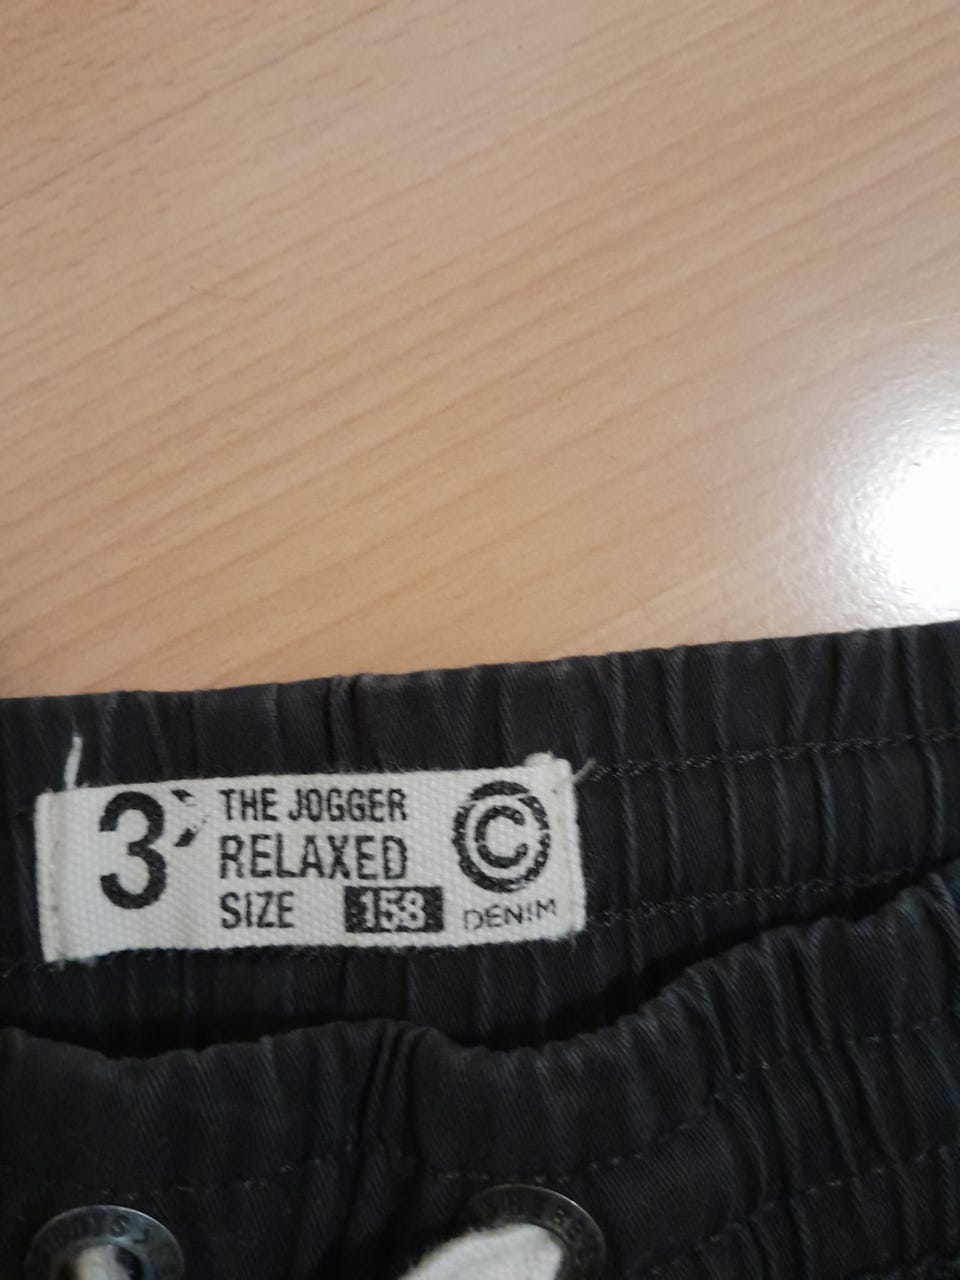 3
THE JOGGER
RELAXED
SIZE 158
C
DENIM